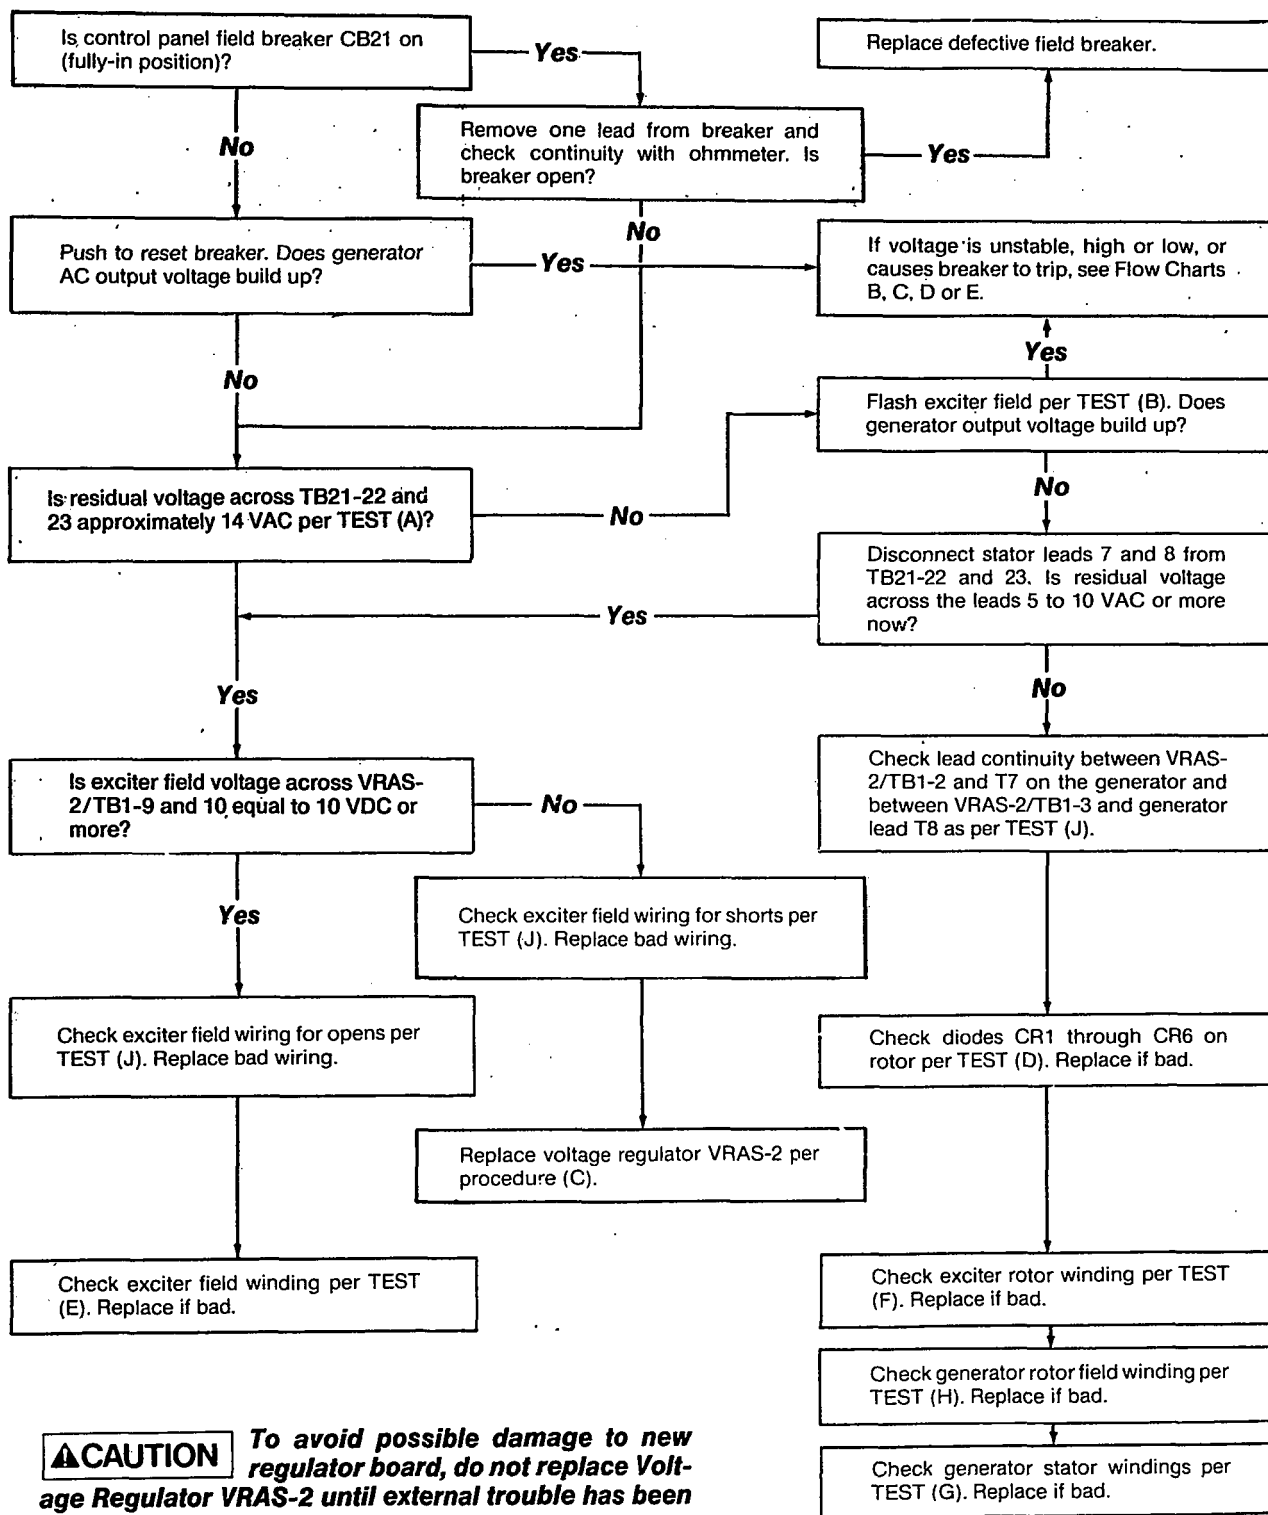 Is control panel field breaker CB21 on
(fully-in position)?
Yes
Replace defective field breaker.
No
Remove one lead from breaker and
check continuity with ohmmeter. Is
breaker open?
Yes
No
Push to reset breaker. Does generator
AC output voltage build up?
Yes
If voltage is unstable, high or low, or
causes breaker to trip, see Flow Charts
B, C, D or E.
Yes
No
Flash exciter field per TEST (B). Does
generator output voltage build up?
No
Is residual voltage across TB21-22 and
23 approximately 14 VAC per TEST (A)?
No
Disconnect stator leads 7 and 8 from
TB21-22 and 23. Is residual voltage
across the leads 5 to 10 VAC or more
now?
Yes
Yes
No
Is exciter field voltage across VRAS-
2/TB1-9 and 10 equal to 10 VDC or
more?
No
Check lead continuity between VRAS-
2/TB1-2 and T7 on the generator and
between VRAS-2/TB1-3 and generator
lead T8 as per TEST (J).
Yes
Check exciter field wiring for shorts per
TEST (J). Replace bad wiring.
Check exciter field wiring for opens per
TEST (J). Replace bad wiring.
Check diodes CR1 through CR6 on
rotor per TEST (D). Replace if bad.
Replace voltage regulator VRAS-2 per
procedure (C).
Check exciter field winding per TEST
(E). Replace if bad.
Check exciter rotor winding per TEST
(F). Replace if bad.
Check generator rotor field winding per
TEST (H). Replace if bad.
Check generator stator windings per
TEST (G). Replace if bad.
CAUTION To avoid possible damage to new
regulator board, do not replace Volt-
age Regulator VRAS-2 until external trouble has been